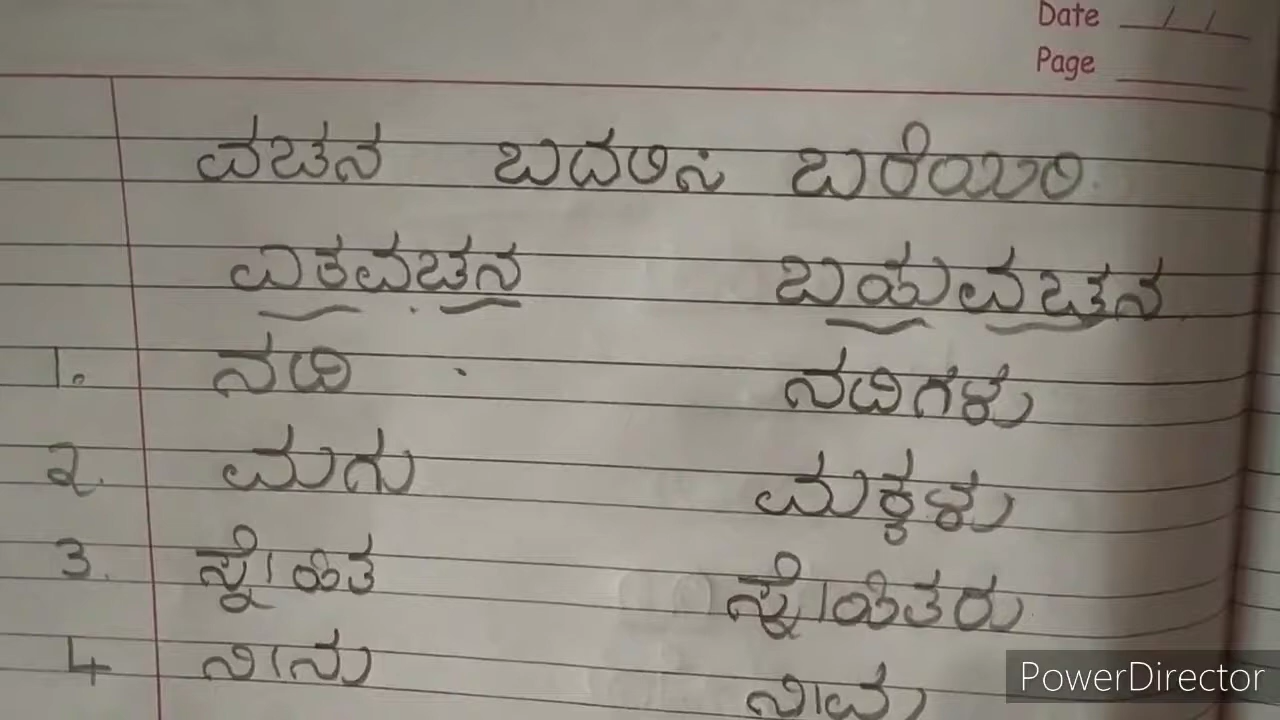 Date / /
Page
ವಚನ ಬದಲಿಸಿ ಬರೆಯಿರಿ.
ಏಕವಚನ ಬಹುವಚನ
1. ನದಿ ನದಿಗಳು
2. ಮಗು ಮಕ್ಕಳು
3. ಸ್ನೇಹಿತ ಸ್ನೇಹಿತರು
4 ನೀನು ನೀವು
PowerDirector